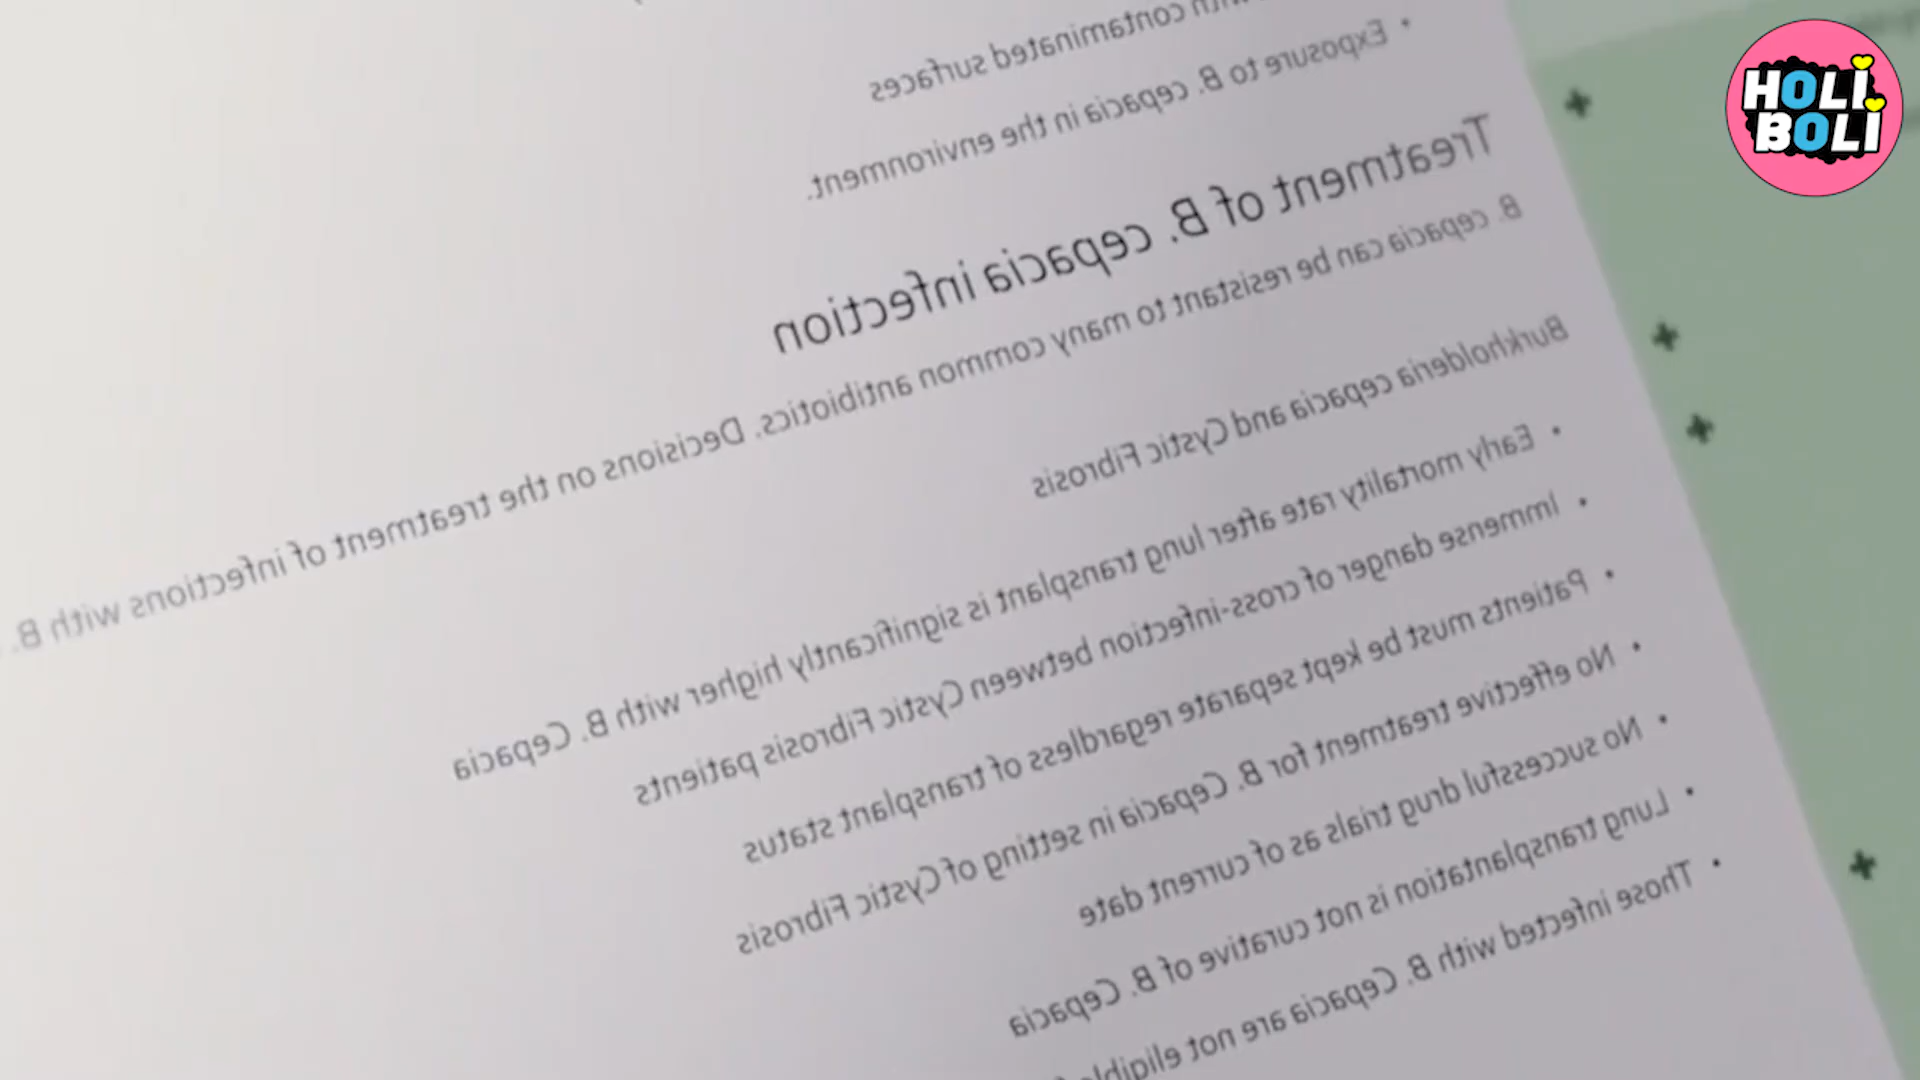 with contaminated surfaces
• Exposure to B. cepacia in the environment.
Treatment of B. cepacia infection
B. cepacia can be resistant to many common antibiotics. Decisions on the treatment of infections with B.
Burkholderia cepacia and Cystic Fibrosis
• Early mortality rate after lung transplant is significantly higher with B. Cepacia
• Immense danger of cross-infection between Cystic Fibrosis patients
• Patients must be kept separate regardless of transplant status
• No effective treatment for B. Cepacia in setting of Cystic Fibrosis
• No successful drug trials as of current date
• Lung transplantation is not curative of B. Cepacia
• Those infected with B. Cepacia are not eligible
HOLI
BOLI